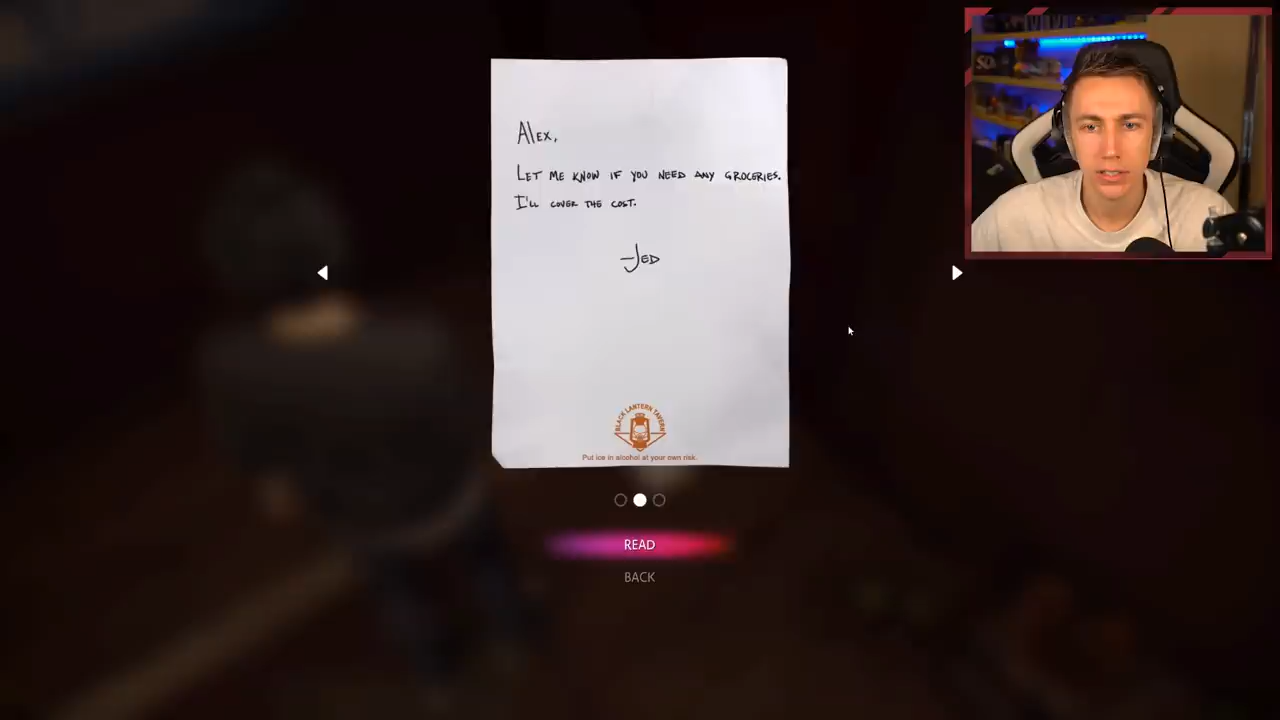 Alex,
Let me know if you need any groceries.
I'll cover the cost.
-Jed
BLACK LANTERN TAVERN
Put ice in alcohol at your own risk.
READ
BACK